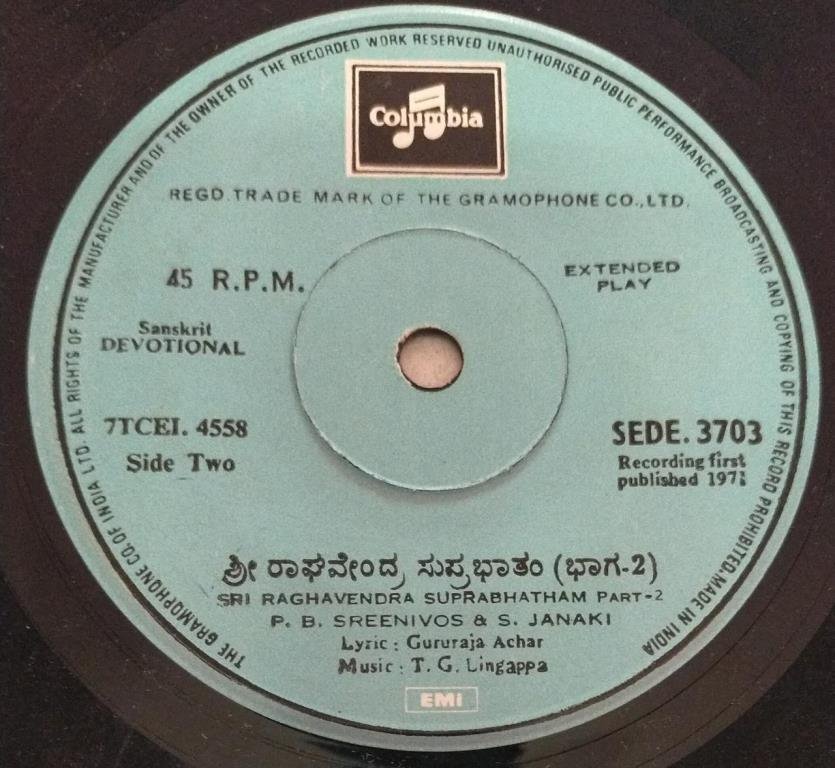 THE GRAMOPHONE CO. OF INDIA LTD. ALL RIGHTS OF THE MANUFACTURER AND OF THE OWNER OF THE RECORDED WORK RESERVED UNAUTHORISED PUBLIC PERFORMANCE BROADCASTING AND COPYING OF THIS RECORD PROHIBITED. MADE IN INDIA
Columbia
REGD. TRADE MARK OF THE GRAMOPHONE CO., LTD.
45 R.P.M.
EXTENDED
PLAY
Sanskrit
DEVOTIONAL
7TCEI. 4558
Side Two
SEDE. 3703
Recording first
published 1971
ಶ್ರೀ ರಾಘವೇಂದ್ರ ಸುಪ್ರಭಾತಂ (ಭಾಗ-2)
SRI RAGHAVENDRA SUPRABHATHAM PART-2
P. B. SREENIVOS & S. JANAKI
Lyric : Gururaja Achar
Music : T. G. Lingappa
EMI